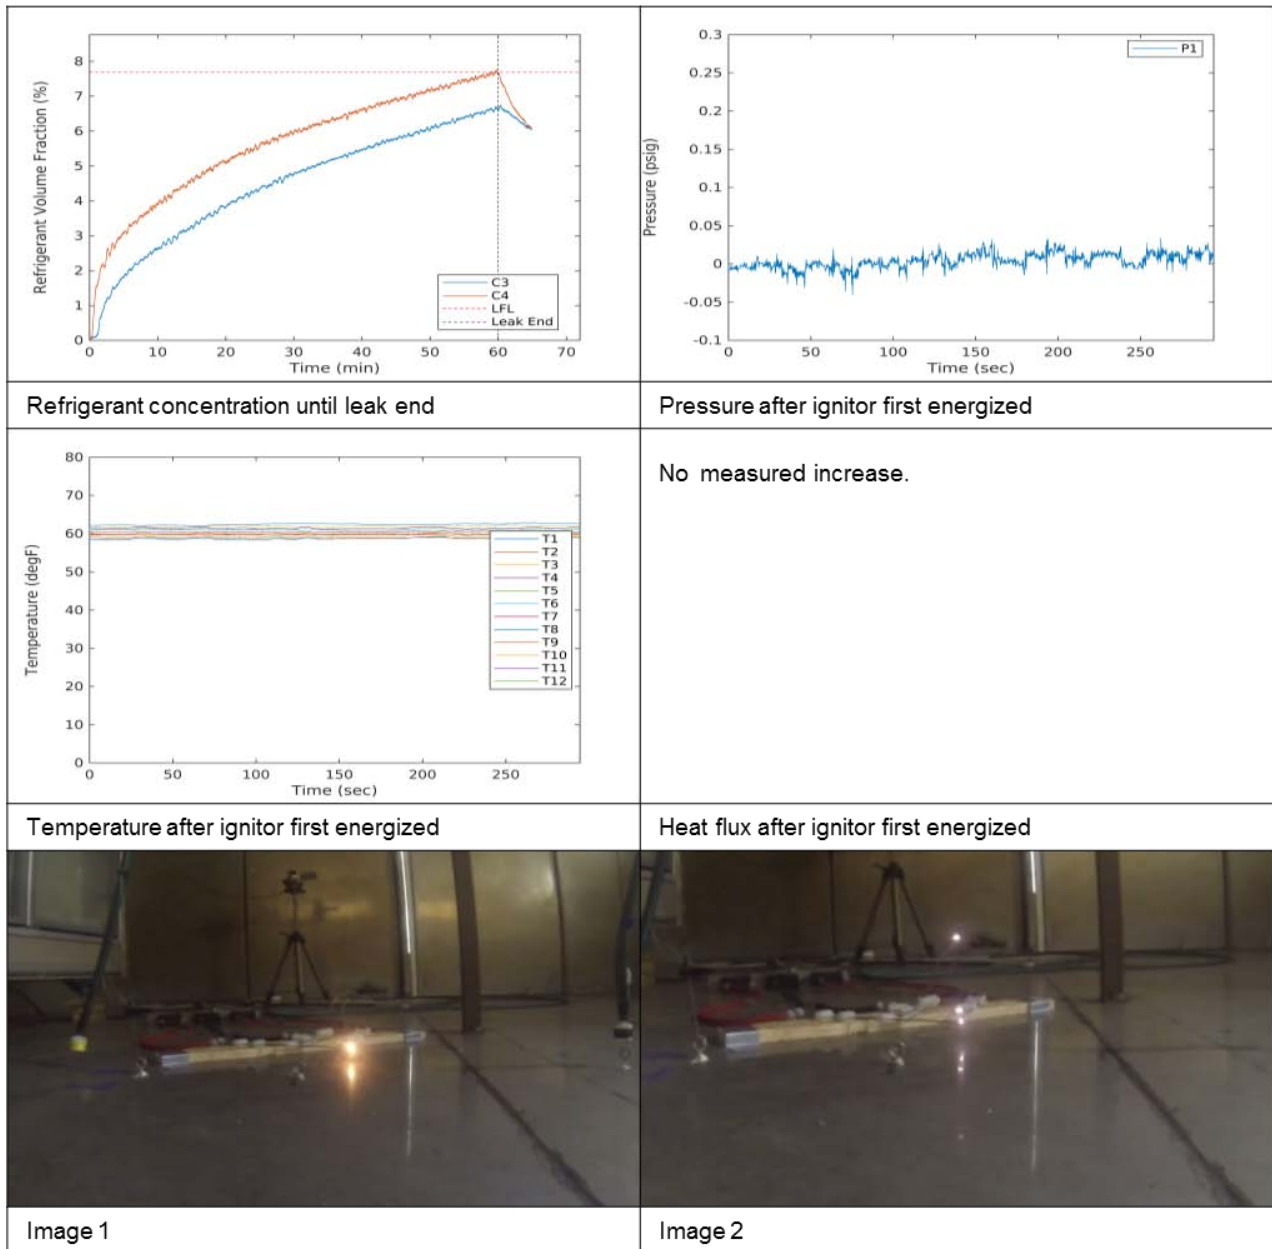 8
7
6
5
4
3
2
1
0
Refrigerant Volume Fraction (%)
C3
C4
LFL
Leak End
0 10 20 30 40 50 60 70
Time (min)
0.3
0.25
0.2
0.15
0.1
0.05
0
-0.05
-0.1
Pressure (psig)
P1
0 50 100 150 200 250
Time (sec)
Refrigerant concentration until leak end
Pressure after ignitor first energized
80
70
60
50
40
30
20
10
0
Temperature (degF)
T1
T2
T3
T4
T5
T6
T7
T8
T9
T10
T11
T12
0 50 100 150 200 250
Time (sec)
No measured increase.
Temperature after ignitor first energized
Heat flux after ignitor first energized
Image 1
Image 2